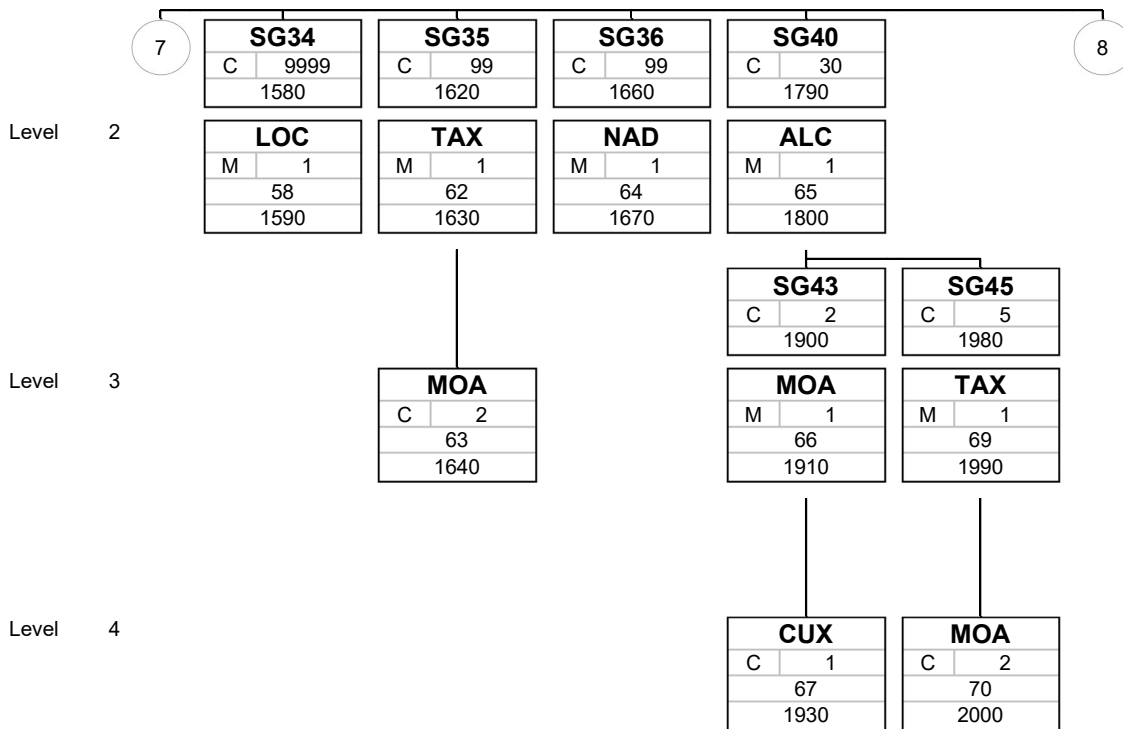 7 SG34 SG35 SG36 SG40 8
C 9999 C 99 C 99 C 30
1580 1620 1660 1790
Level 2 LOC TAX NAD ALC
M 1 M 1 M 1 M 1
58 62 64 65
1590 1630 1670 1800
SG43 SG45
C 2 C 5
1900 1980
Level 3 MOA MOA TAX
C 2 M 1 M 1
63 66 69
1640 1910 1990
Level 4 CUX MOA
C 1 C 2
67 70
1930 2000